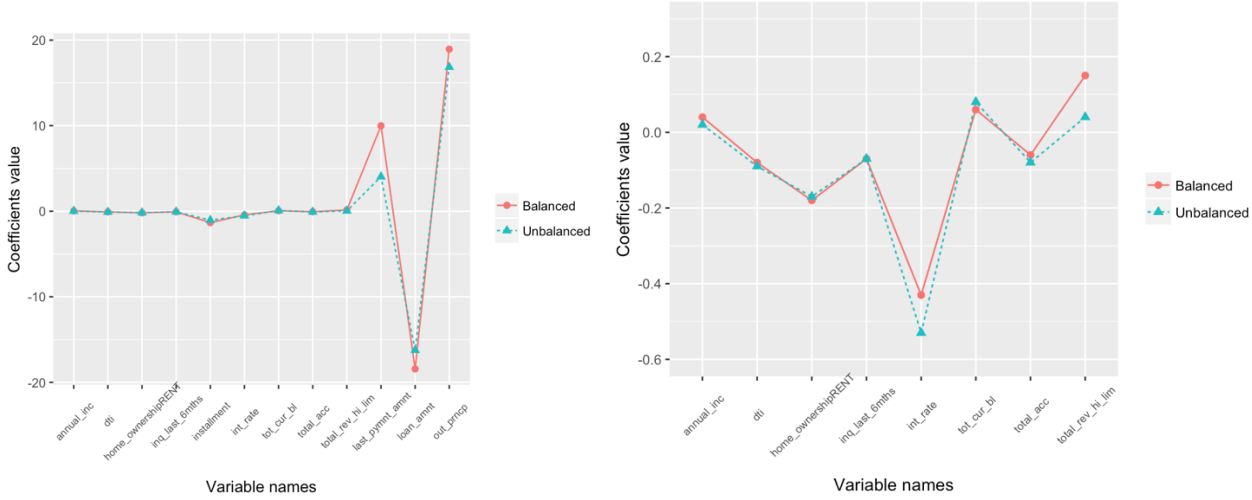 20
10
0
-10
-20
Coefficients value
annual_inc
dti
home_ownershipRENT
inq_last_6mths
installment
int_rate
tot_cur_bl
total_acc
total_rev_hi_lim
last_pymnt_amnt
loan_amnt
out_prncp
Variable names
Balanced
Unbalanced
0.2
0.0
-0.2
-0.4
-0.6
Coefficients value
annual_inc
dti
home_ownershipRENT
inq_last_6mths
int_rate
tot_cur_bl
total_acc
total_rev_hi_lim
Variable names
Balanced
Unbalanced